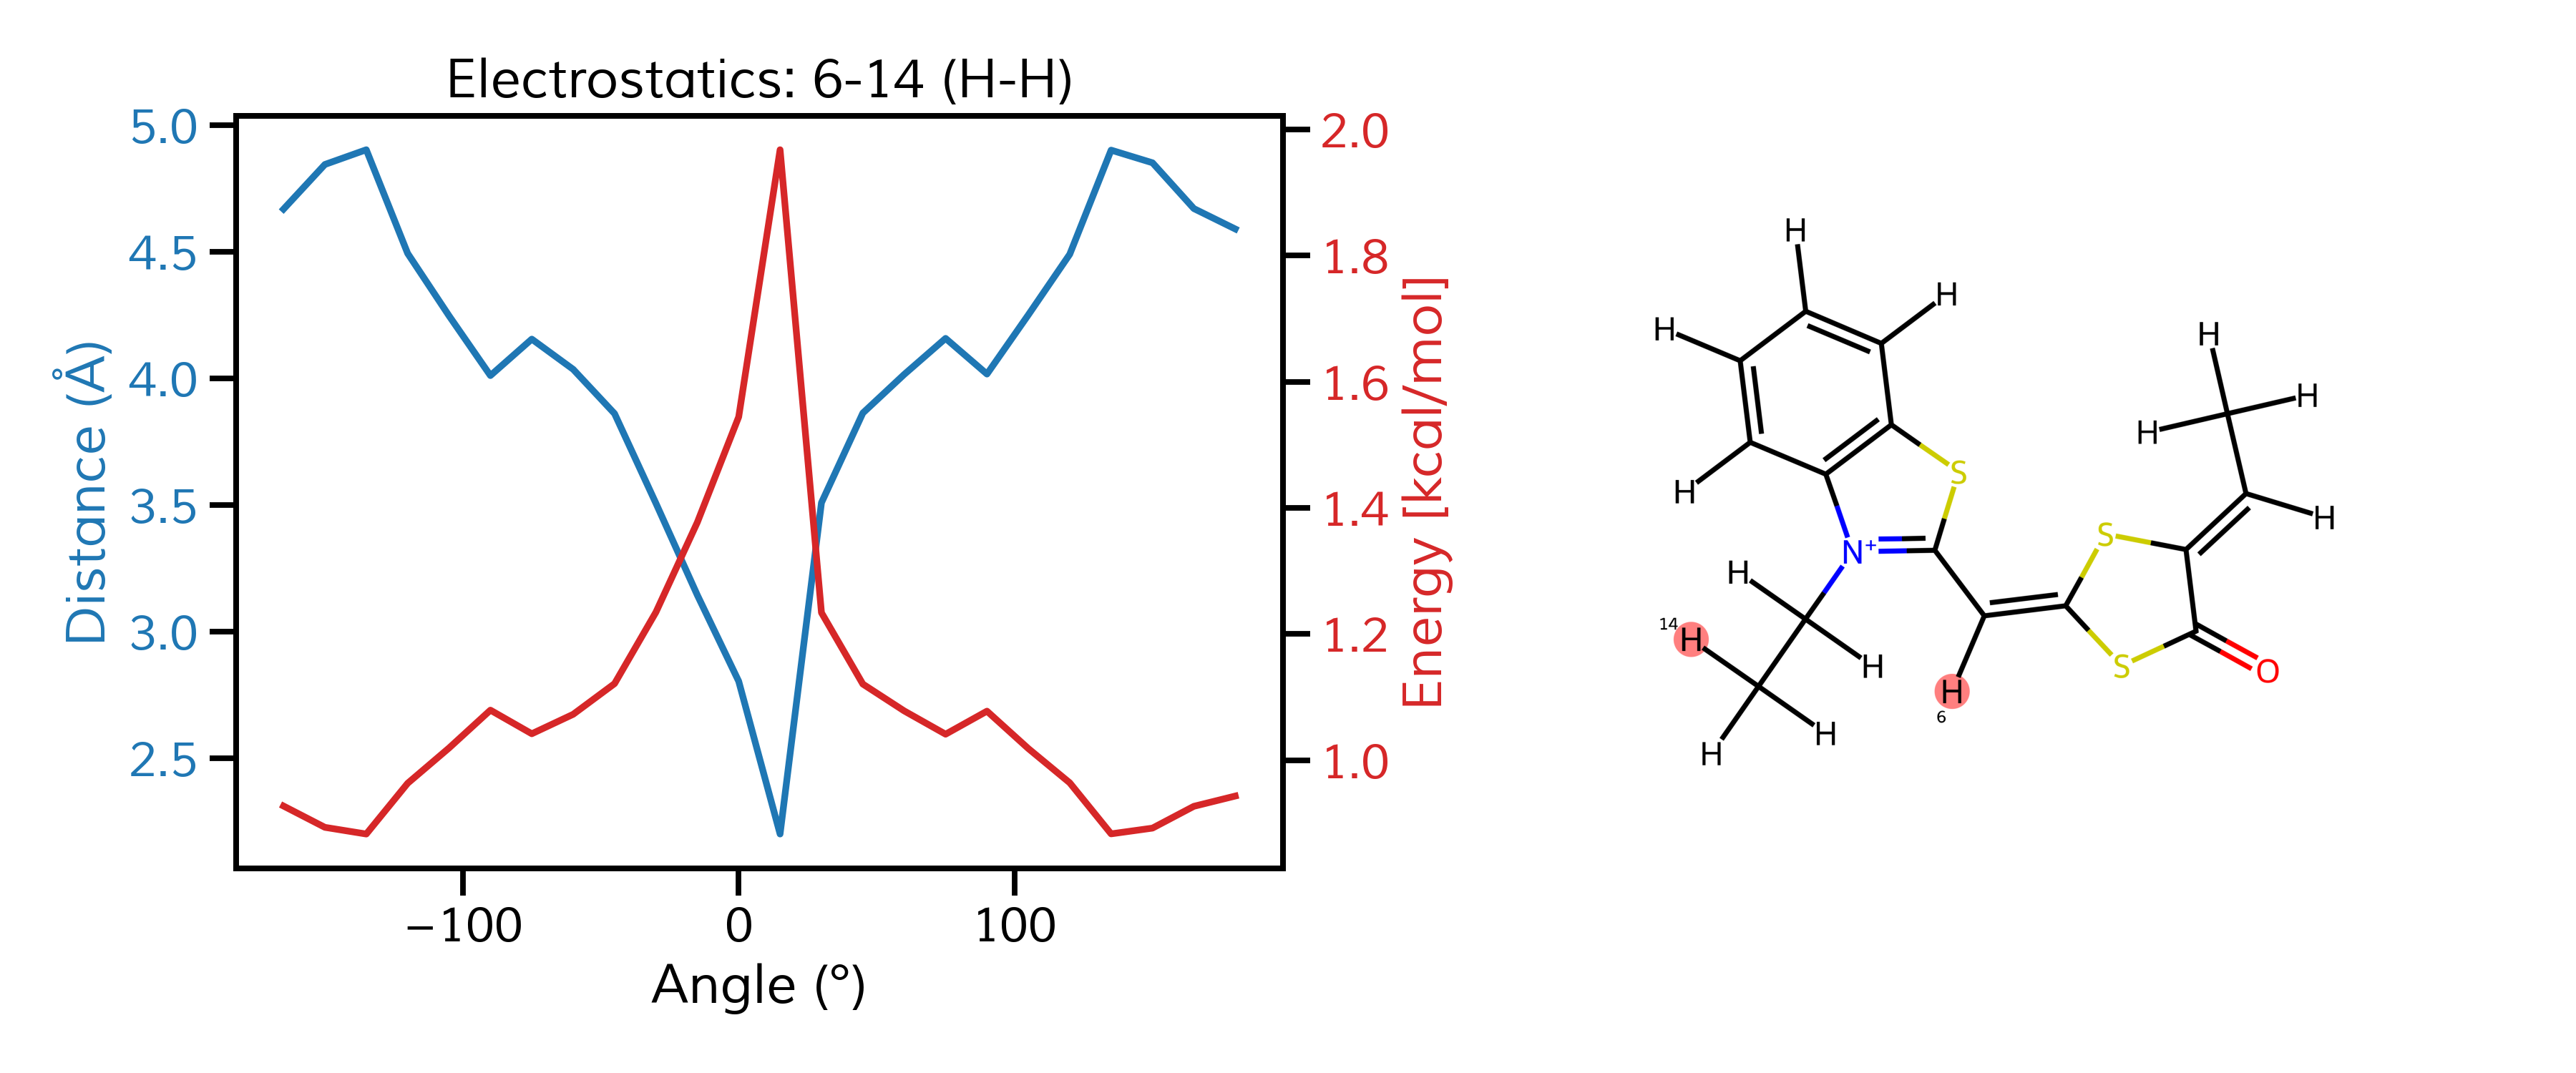 Electrostatics: 6-14 (H-H)
5.0
4.5
4.0
3.5
3.0
2.5
Distance (Å)
2.0
1.8
1.6
1.4
1.2
1.0
Energy [kcal/mol]
−100
0
100
Angle (°)
H
H
H
H
H
H
H
S
H
H
S
N+
H
14
H
H
S
O
H
6
H
H